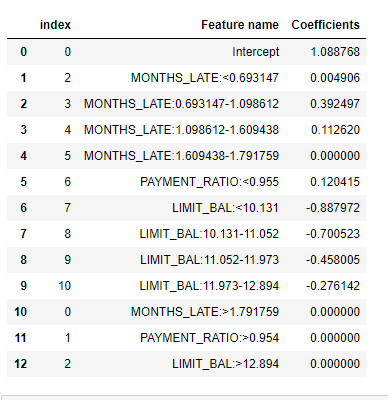 index Feature name Coefficients
0 0 Intercept 1.088768
1 2 MONTHS_LATE:<0.693147 0.004906
2 3 MONTHS_LATE:0.693147-1.098612 0.392497
3 4 MONTHS_LATE:1.098612-1.609438 0.112620
4 5 MONTHS_LATE:1.609438-1.791759 0.000000
5 6 PAYMENT_RATIO:<0.955 0.120415
6 7 LIMIT_BAL:<10.131 -0.887972
7 8 LIMIT_BAL:10.131-11.052 -0.700523
8 9 LIMIT_BAL:11.052-11.973 -0.458005
9 10 LIMIT_BAL:11.973-12.894 -0.276142
10 0 MONTHS_LATE:>1.791759 0.000000
11 1 PAYMENT_RATIO:>0.954 0.000000
12 2 LIMIT_BAL:>12.894 0.000000